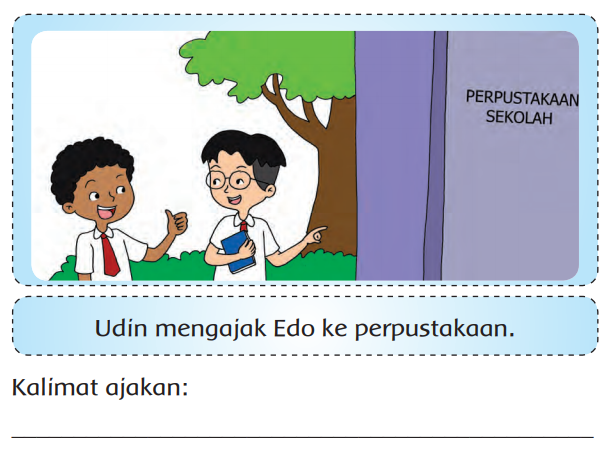 PERPUSTAKAAN
SEKOLAH
Udin mengajak Edo ke perpustakaan.
Kalimat ajakan: